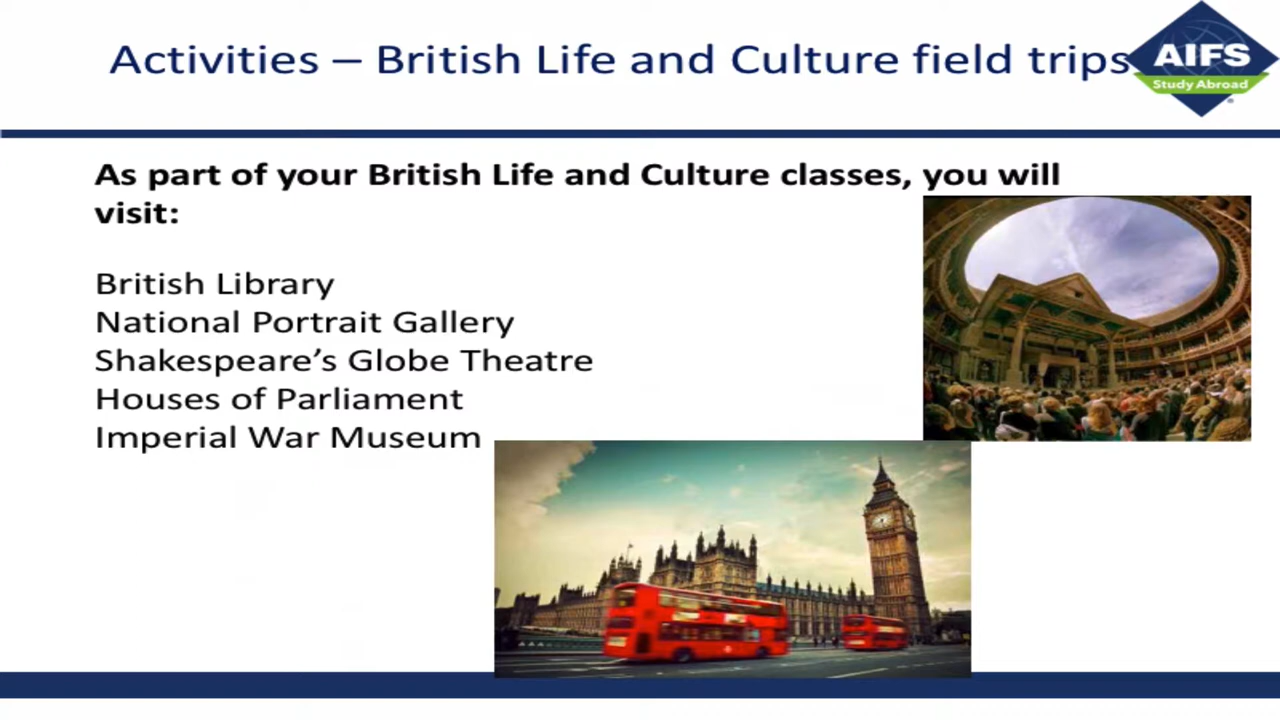 Activities – British Life and Culture field trips
AIFS
Study Abroad
As part of your British Life and Culture classes, you will
visit:
British Library
National Portrait Gallery
Shakespeare’s Globe Theatre
Houses of Parliament
Imperial War Museum